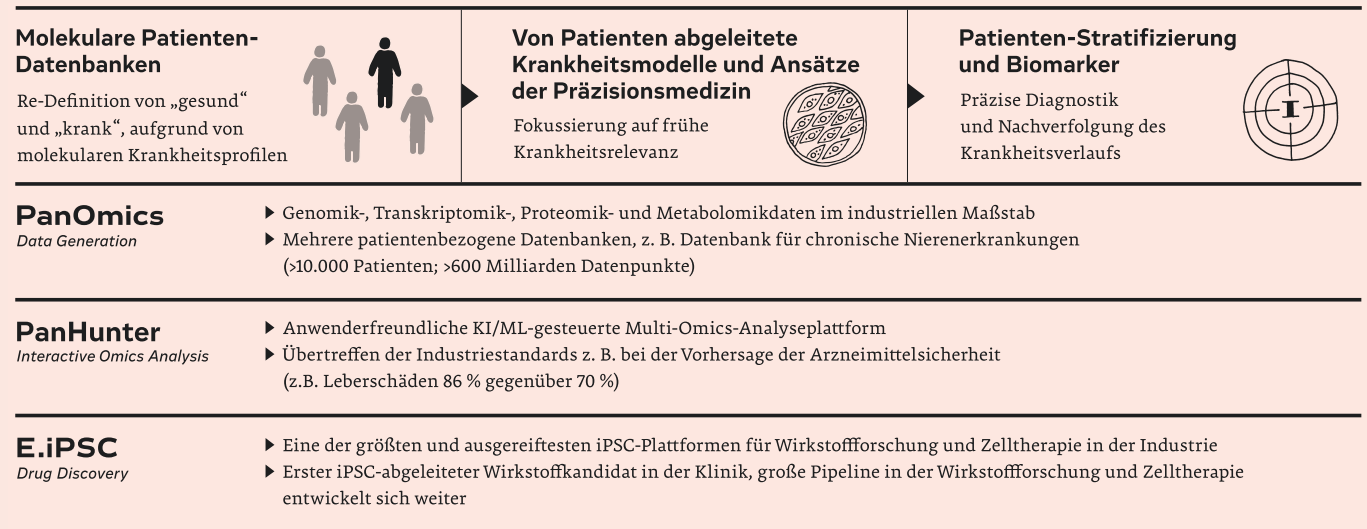 Molekulare Patienten-
Datenbanken
Re-Definition von „gesund“
und „krank“, aufgrund von
molekularen Krankheitsprofilen
Von Patienten abgeleitete
Krankheitsmodelle und Ansätze
der Präzisionsmedizin
Fokussierung auf frühe
Krankheitsrelevanz
Patienten-Stratifizierung
und Biomarker
Präzise Diagnostik
und Nachverfolgung des
Krankheitsverlaufs
I
PanOmics
Data Generation
Genomik-, Transkriptomik-, Proteomik- und Metabolomikdaten im industriellen Maßstab
Mehrere patientenbezogene Datenbanken, z. B. Datenbank für chronische Nierenerkrankungen
(>10.000 Patienten; >600 Milliarden Datenpunkte)
PanHunter
Interactive Omics Analysis
Anwenderfreundliche KI/ML-gesteuerte Multi-Omics-Analyseplattform
Übertreffen der Industriestandards z. B. bei der Vorhersage der Arzneimittelsicherheit
(z.B. Leberschäden 86 % gegenüber 70 %)
E.iPSC
Drug Discovery
Eine der größten und ausgereiftesten iPSC-Plattformen für Wirkstoffforschung und Zelltherapie in der Industrie
Erster iPSC-abgeleiteter Wirkstoffkandidat in der Klinik, große Pipeline in der Wirkstoffforschung und Zelltherapie
entwickelt sich weiter